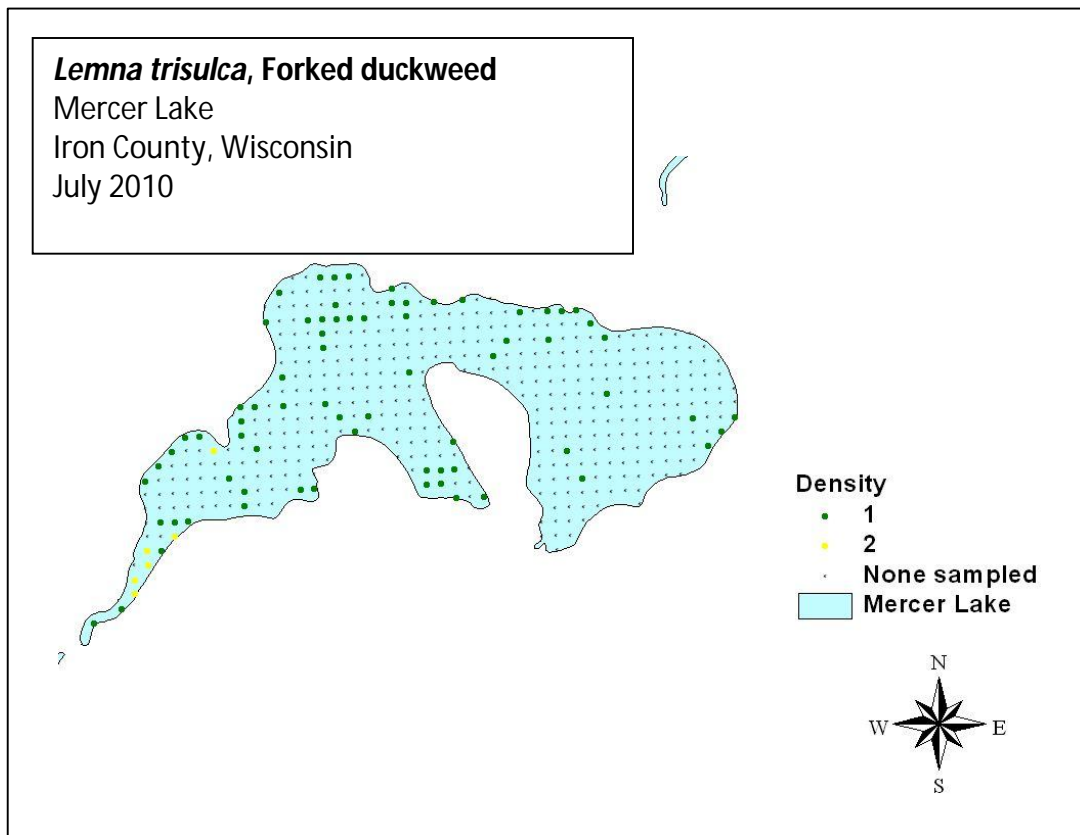 Lemna trisulca, Forked duckweed
Mercer Lake
Iron County, Wisconsin
July 2010
Density
1
2
None sampled
Mercer Lake
N
W E
S